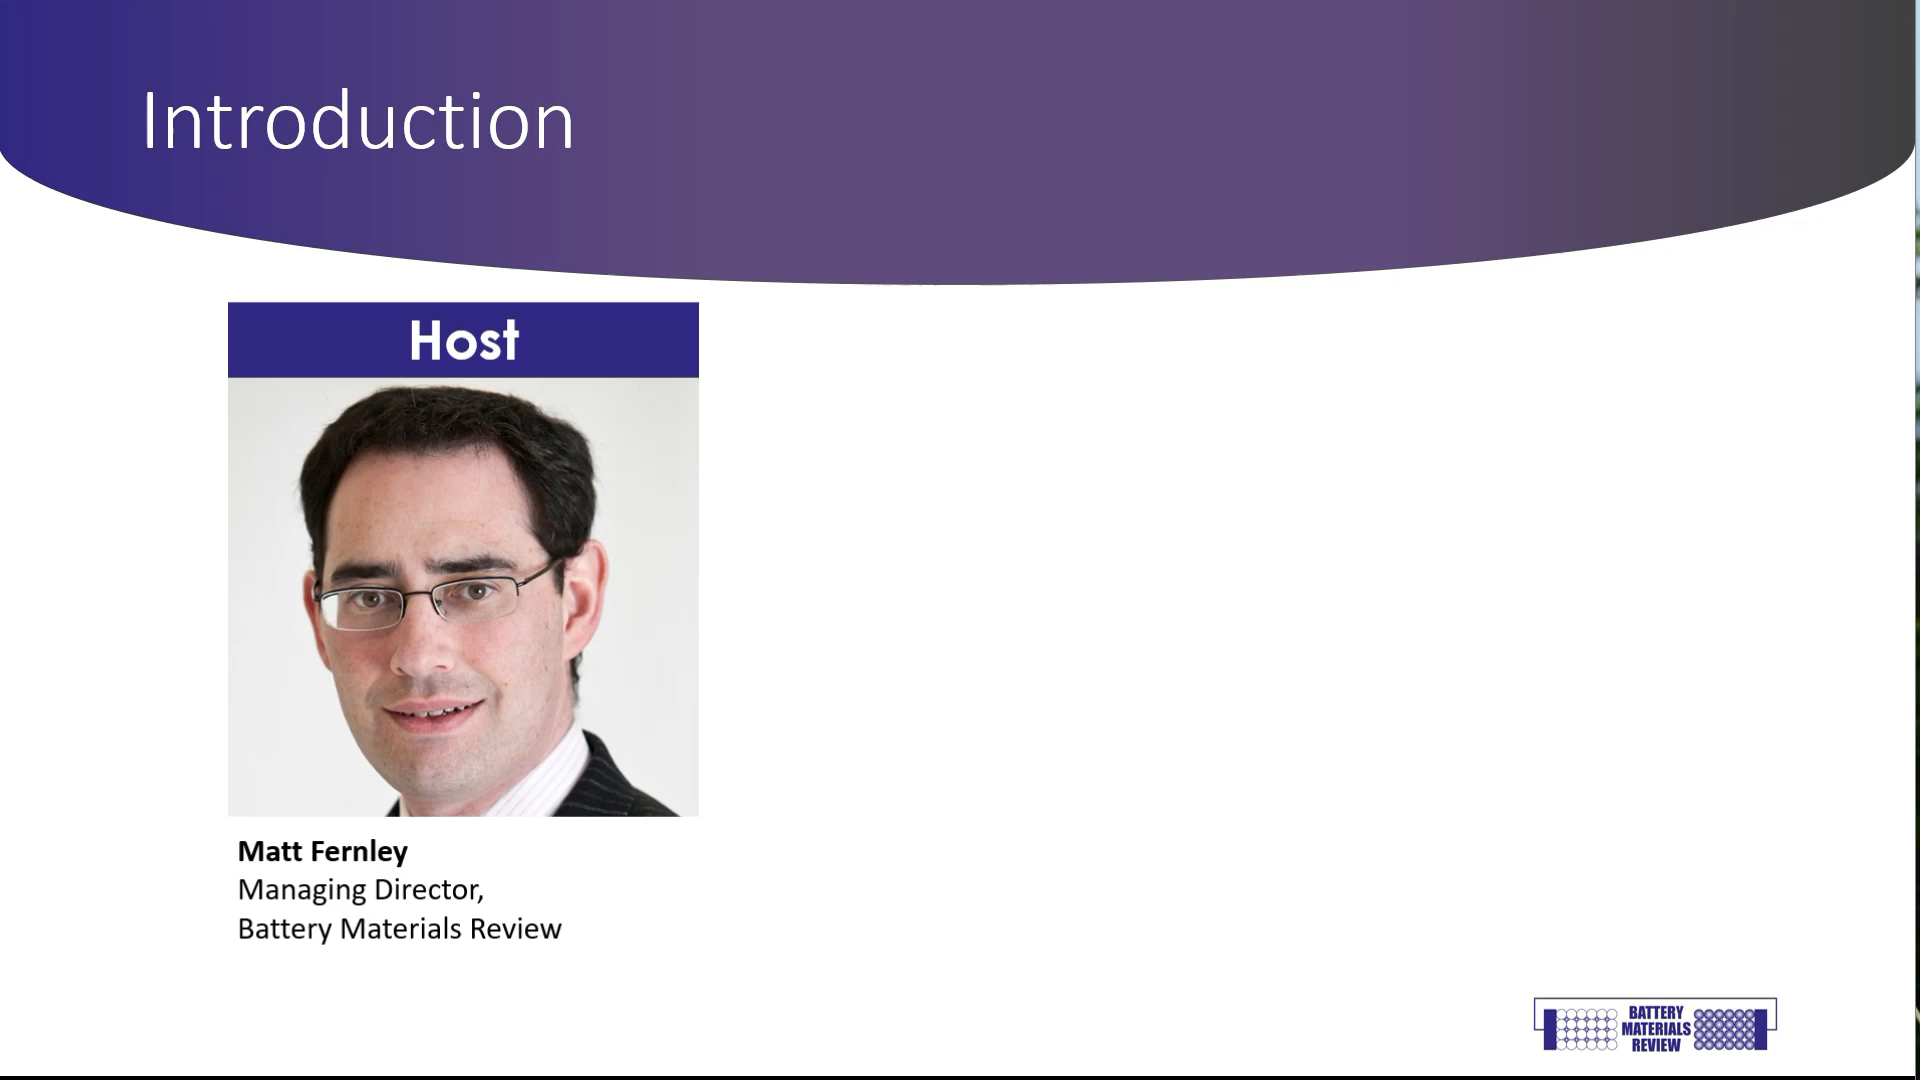 Introduction
Host
Matt Fernley
Managing Director,
Battery Materials Review
BATTERY
MATERIALS
REVIEW